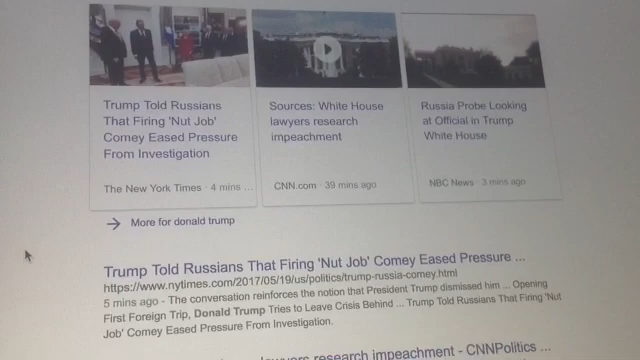 Trump Told Russians
That Firing 'Nut Job'
Comey Eased Pressure
From Investigation
The New York Times · 4 mins ...
Sources: White House
lawyers research
impeachment
CNN.com · 39 mins ago
Russia Probe Looking
at Official in Trump
White House
NBC News · 3 mins ago
→ More for donald trump
Trump Told Russians That Firing 'Nut Job' Comey Eased Pressure ...
https://www.nytimes.com/2017/05/19/us/politics/trump-russia-comey.html
5 mins ago - The conversation reinforces the notion that President Trump dismissed him ... Opening
First Foreign Trip, Donald Trump Tries to Leave Crisis Behind ... Trump Told Russians That Firing 'Nut
Job' Comey Eased Pressure From Investigation.
lawyers research impeachment - CNNPolitics ...